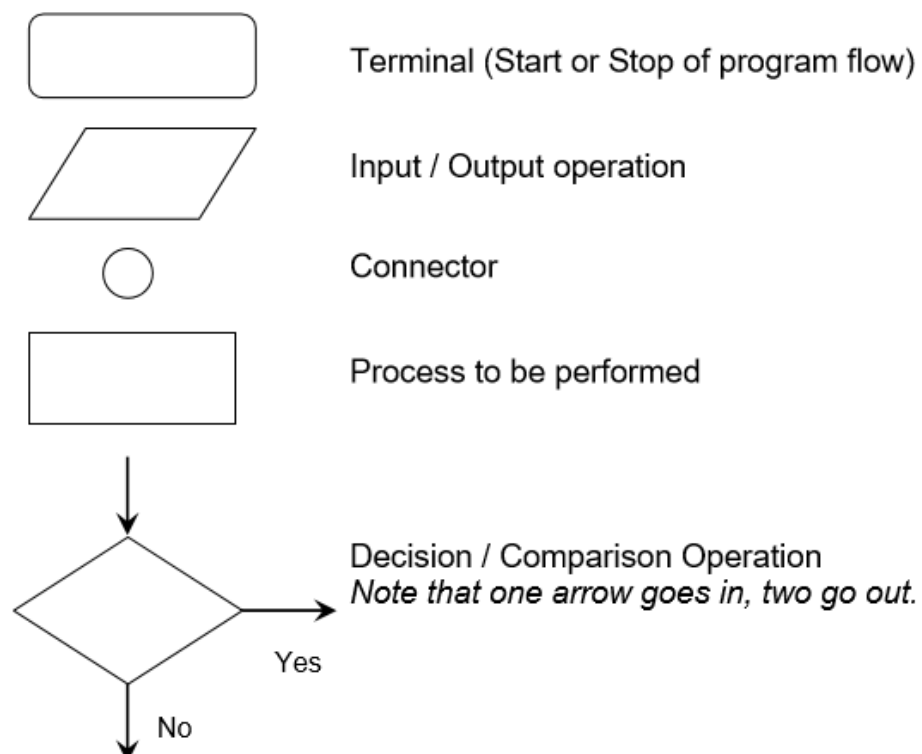 Terminal (Start or Stop of program flow)
Input / Output operation
Connector
Process to be performed
Decision / Comparison Operation
Note that one arrow goes in, two go out.
Yes
No